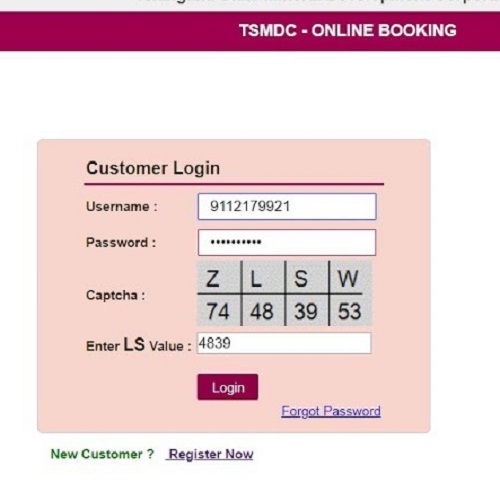 TSMDC - ONLINE BOOKING
Customer Login
Username : 9112179921
Password : ••••••••••
Captcha :
Z L S W
74 48 39 53
Enter LS Value : 4839
Login
Forgot Password
New Customer ? Register Now